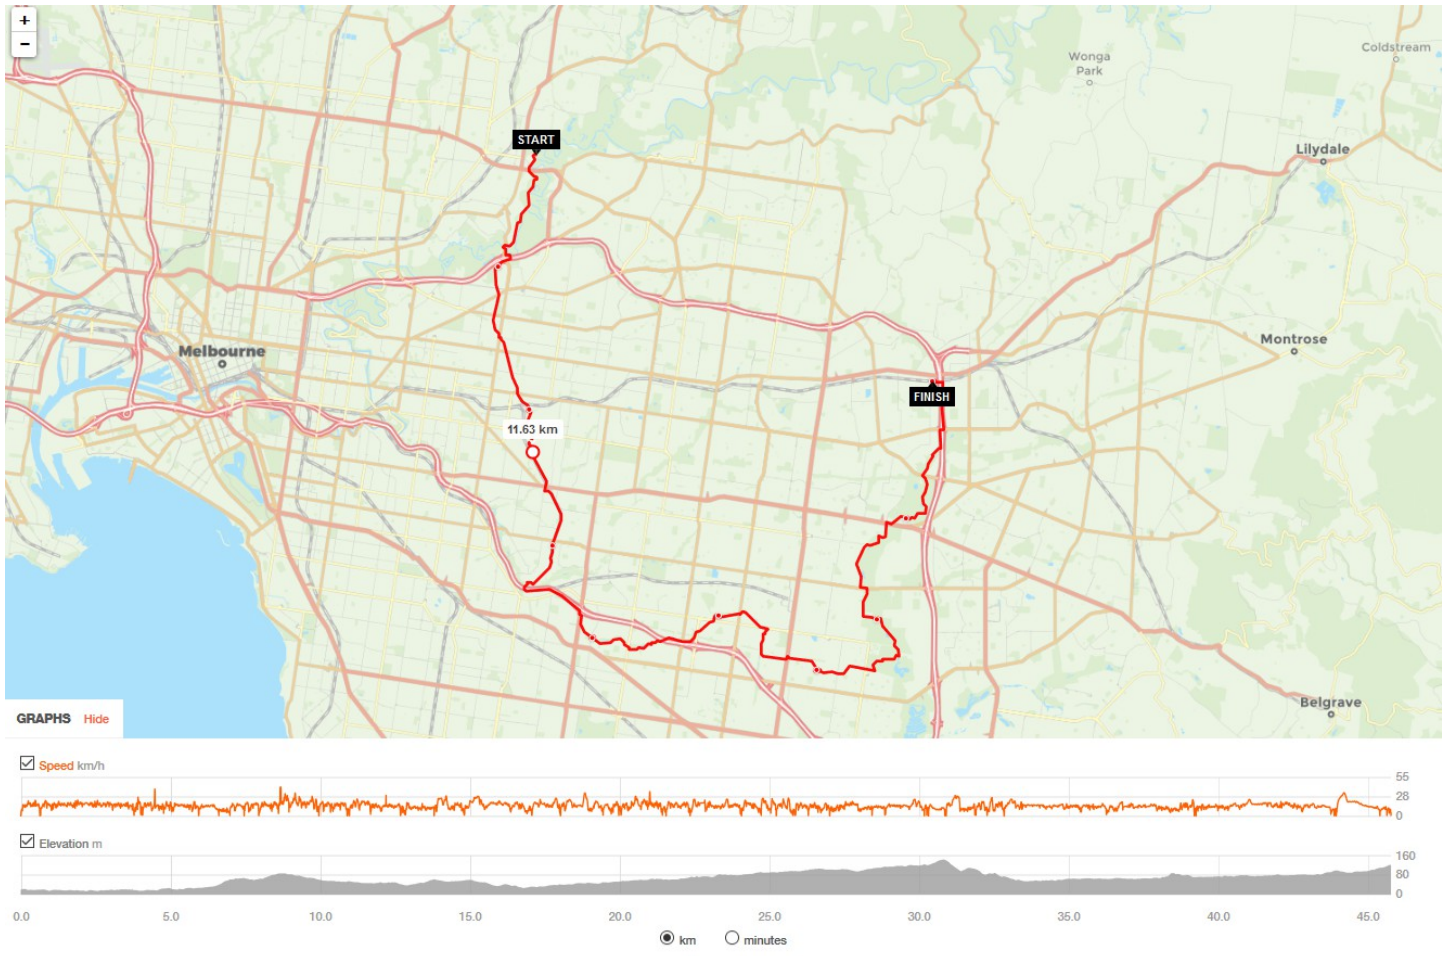 +
−
Wonga
Park
Coldstream
START
Lilydale
Melbourne
Montrose
FINISH
11.63 km
Belgrave
GRAPHS Hide
Speed km/h
55
28
0
Elevation m
160
80
0
0.0 5.0 10.0 15.0 20.0 25.0 30.0 35.0 40.0 45.0
km minutes